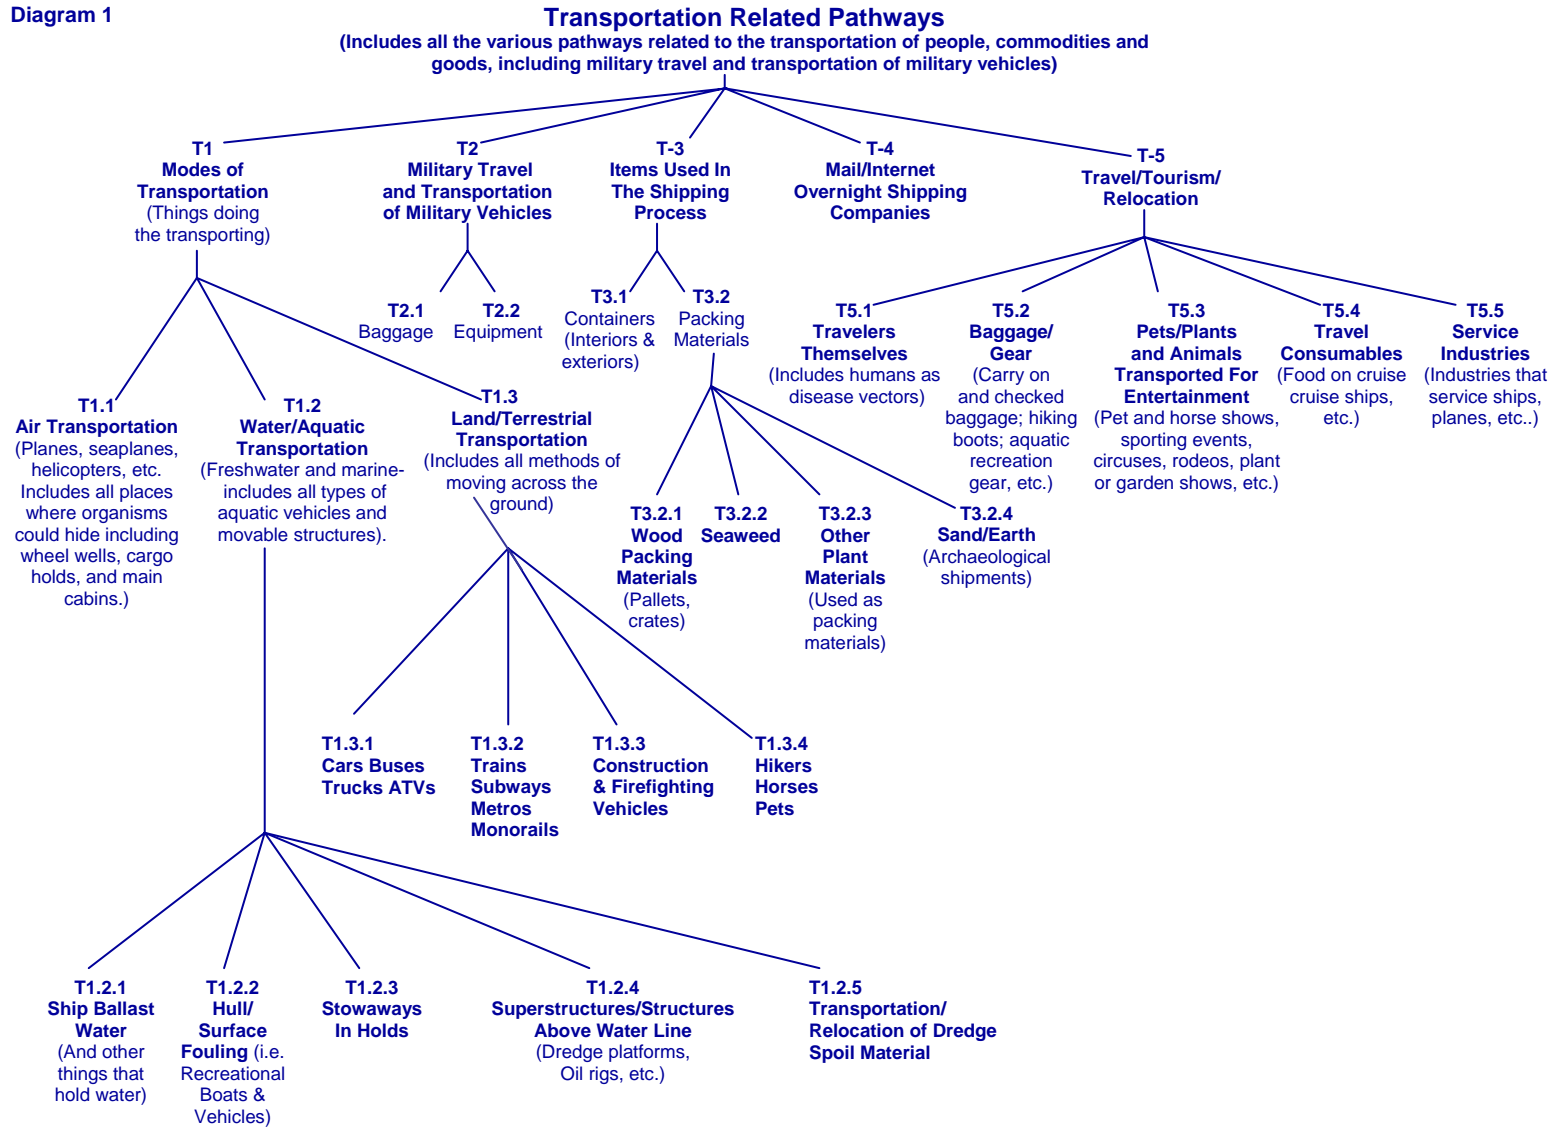 Diagram 1
Transportation Related Pathways
(Includes all the various pathways related to the transportation of people, commodities and
goods, including military travel and transportation of military vehicles)
T1
Modes of
Transportation
(Things doing
the transporting)
T2
Military Travel
and Transportation
of Military Vehicles
T-3
Items Used In
The Shipping
Process
T-4
Mail/Internet
Overnight Shipping
Companies
T-5
Travel/Tourism/
Relocation
T2.1
Baggage
T2.2
Equipment
T3.1
Containers
(Interiors &
exteriors)
T3.2
Packing
Materials
T5.1
Travelers
Themselves
(Includes humans as
disease vectors)
T5.2
Baggage/
Gear
(Carry on
and checked
baggage; hiking
boots; aquatic
recreation
gear, etc.)
T5.3
Pets/Plants
and Animals
Transported For
Entertainment
(Pet and horse shows,
sporting events,
circuses, rodeos, plant
or garden shows, etc.)
T5.4
Travel
Consumables
(Food on cruise
cruise ships,
etc.)
T5.5
Service
Industries
(Industries that
service ships,
planes, etc..)
T1.1
Air Transportation
(Planes, seaplanes,
helicopters, etc.
Includes all places
where organisms
could hide including
wheel wells, cargo
holds, and main
cabins.)
T1.2
Water/Aquatic
Transportation
(Freshwater and marine-
includes all types of
aquatic vehicles and
movable structures).
T1.3
Land/Terrestrial
Transportation
(Includes all methods of
moving across the
ground)
T3.2.1
Wood
Packing
Materials
(Pallets,
crates)
T3.2.2
Seaweed
T3.2.3
Other
Plant
Materials
(Used as
packing
materials)
T3.2.4
Sand/Earth
(Archaeological
shipments)
T1.3.1
Cars Buses
Trucks ATVs
T1.3.2
Trains
Subways
Metros
Monorails
T1.3.3
Construction
& Firefighting
Vehicles
T1.3.4
Hikers
Horses
Pets
T1.2.1
Ship Ballast
Water
(And other
things that
hold water)
T1.2.2
Hull/
Surface
Fouling (i.e.
Recreational
Boats &
Vehicles)
T1.2.3
Stowaways
In Holds
T1.2.4
Superstructures/Structures
Above Water Line
(Dredge platforms,
Oil rigs, etc.)
T1.2.5
Transportation/
Relocation of Dredge
Spoil Material